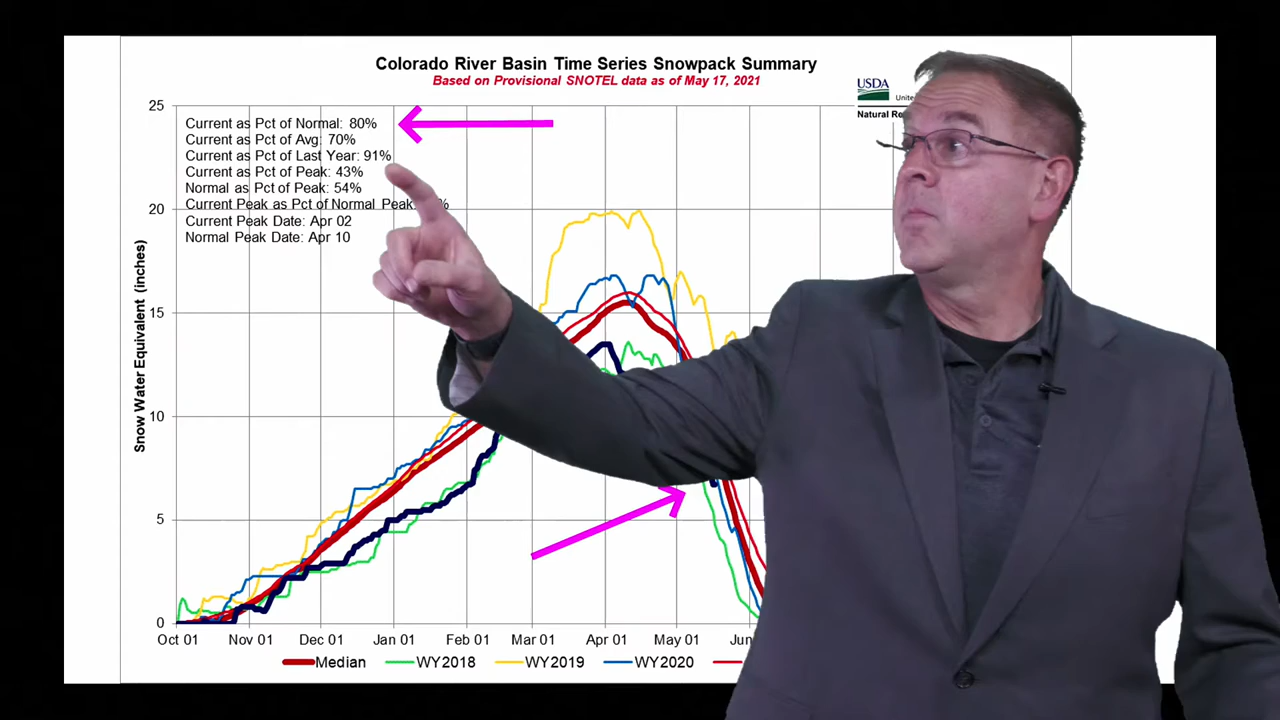 Colorado River Basin Time Series Snowpack Summary
Based on Provisional SNOTEL data as of May 17, 2021
USDA
United
Natural
25
20
15
10
5
0
Snow Water Equivalent (inches)
Current as Pct of Normal: 80%
Current as Pct of Avg: 70%
Current as Pct of Last Year: 91%
Current as Pct of Peak: 43%
Normal as Pct of Peak: 54%
Current Peak as Pct of Normal Peak: %
Current Peak Date: Apr 02
Normal Peak Date: Apr 10
Oct 01 Nov 01 Dec 01 Jan 01 Feb 01 Mar 01 Apr 01 May 01
Median WY2018 WY2019 WY2020